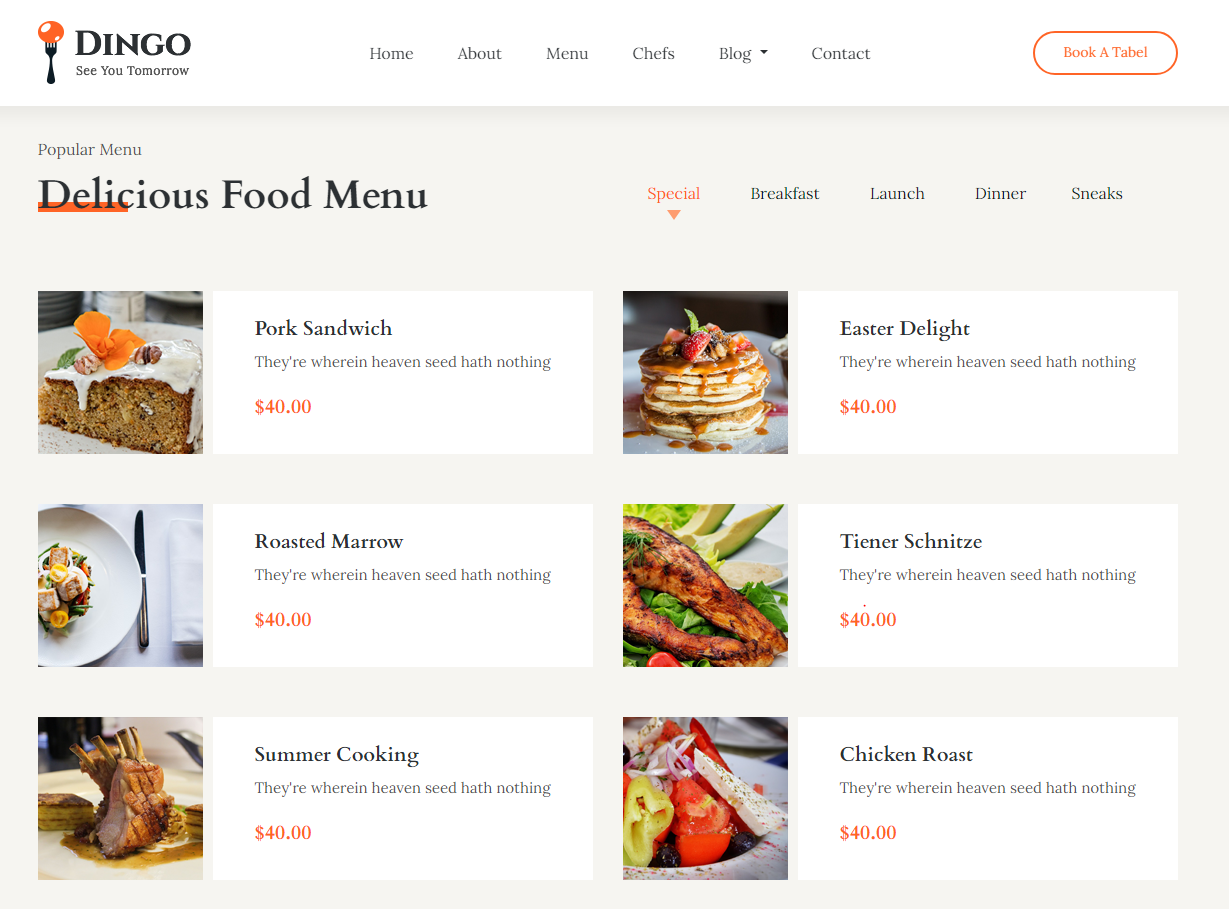 DINGO
See You Tomorrow
Home About Menu Chefs Blog Contact
Book A Tabel
Popular Menu
Delicious Food Menu
Special Breakfast Launch Dinner Sneaks
Pork Sandwich
They're wherein heaven seed hath nothing
$40.00
Easter Delight
They're wherein heaven seed hath nothing
$40.00
Roasted Marrow
They're wherein heaven seed hath nothing
$40.00
Tiener Schnitze
They're wherein heaven seed hath nothing
$40.00
Summer Cooking
They're wherein heaven seed hath nothing
$40.00
Chicken Roast
They're wherein heaven seed hath nothing
$40.00